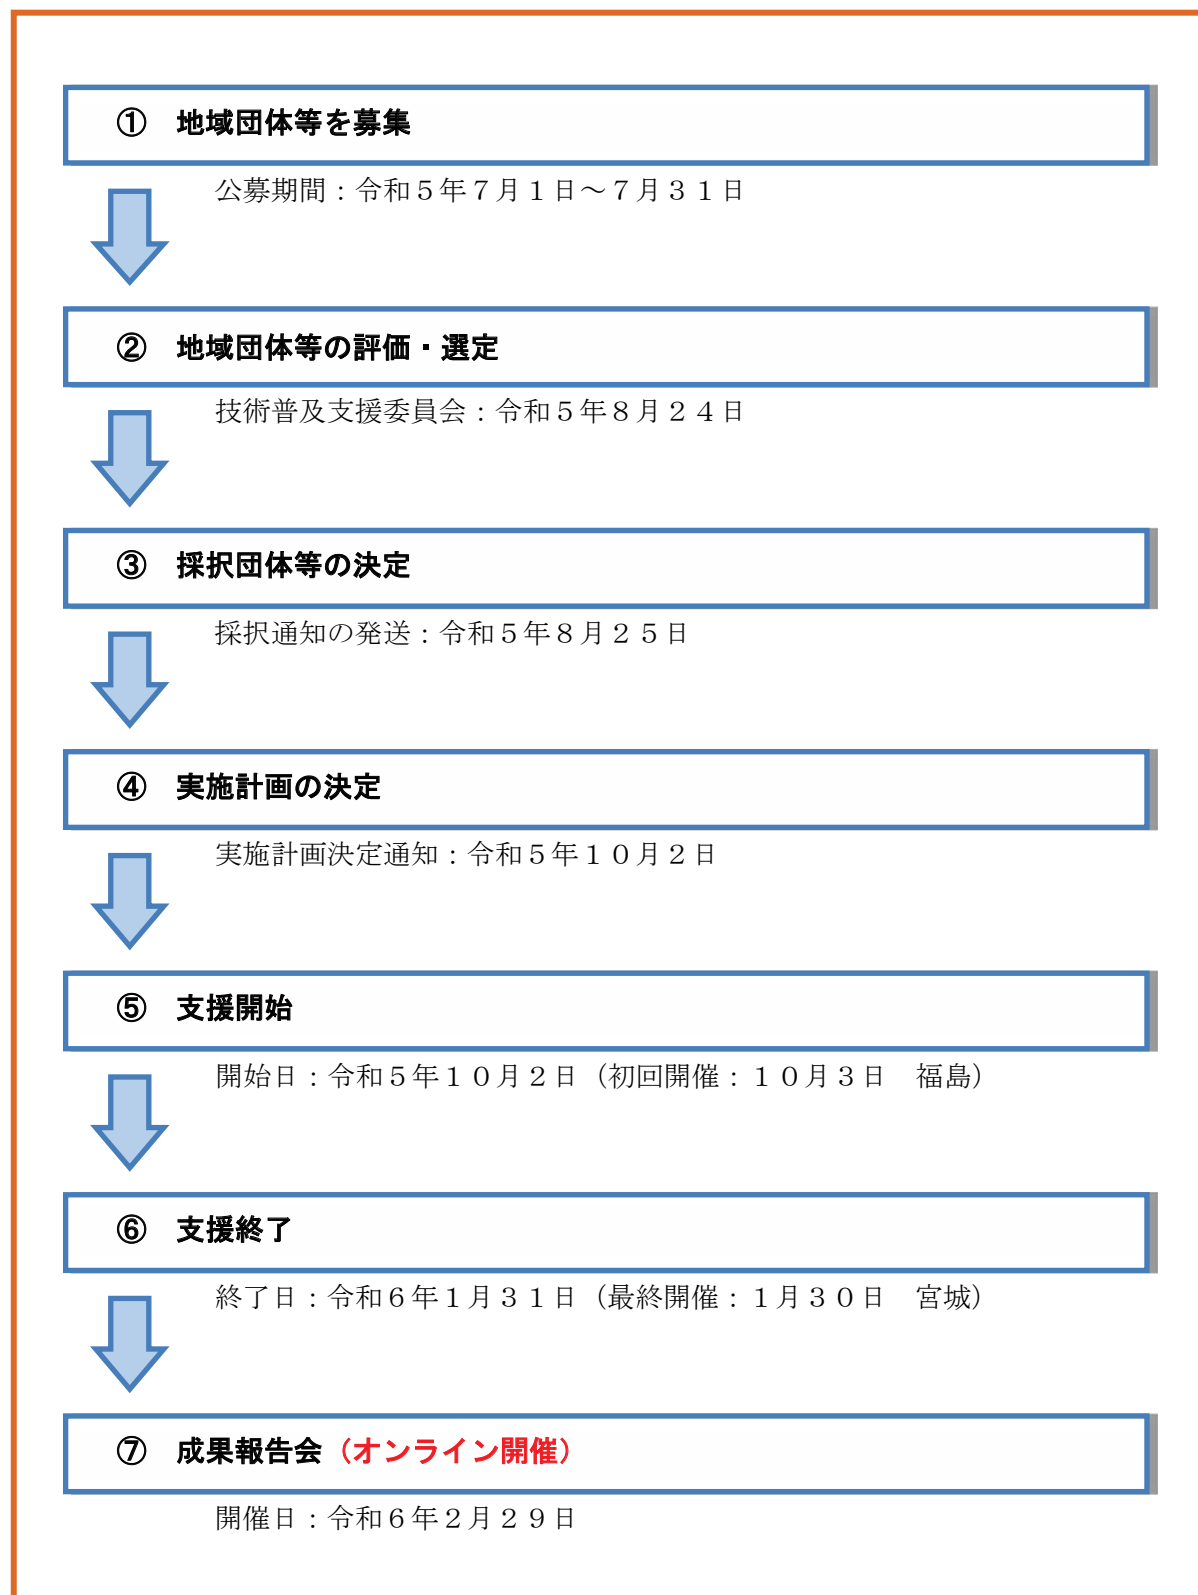 ① 地域団体等を募集
公募期間：令和５年７月１日～７月３１日
② 地域団体等の評価・選定
技術普及支援委員会：令和５年８月２４日
③ 採択団体等の決定
採択通知の発送：令和５年８月２５日
④ 実施計画の決定
実施計画決定通知：令和５年１０月２日
⑤ 支援開始
開始日：令和５年１０月２日（初回開催：１０月３日　福島）
⑥ 支援終了
終了日：令和６年１月３１日（最終開催：１月３０日　宮城）
⑦ 成果報告会（オンライン開催）
開催日：令和６年２月２９日